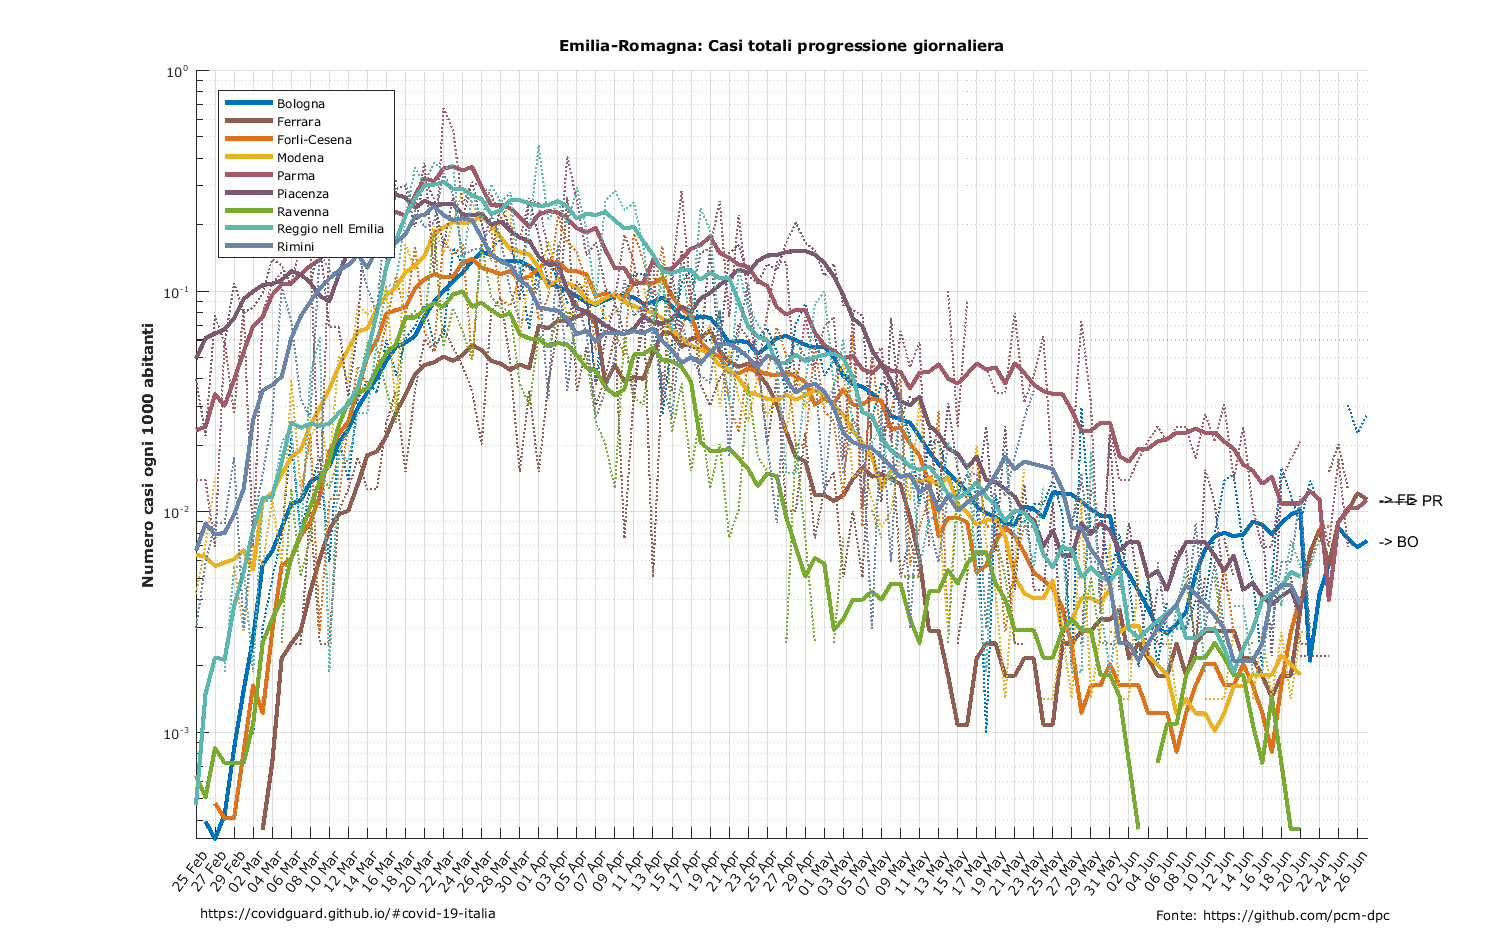 Emilia-Romagna: Casi totali progressione giornaliera
Numero casi ogni 1000 abitanti
10⁰
10⁻¹
10⁻²
10⁻³
Bologna
Ferrara
Forli-Cesena
Modena
Parma
Piacenza
Ravenna
Reggio nell Emilia
Rimini
-> FE PR
-> BO
25 Feb
27 Feb
29 Feb
02 Mar
04 Mar
06 Mar
08 Mar
10 Mar
12 Mar
14 Mar
16 Mar
18 Mar
20 Mar
22 Mar
24 Mar
26 Mar
28 Mar
30 Mar
01 Apr
03 Apr
05 Apr
07 Apr
09 Apr
11 Apr
13 Apr
15 Apr
17 Apr
19 Apr
21 Apr
23 Apr
25 Apr
27 Apr
29 Apr
01 May
03 May
05 May
07 May
09 May
11 May
13 May
15 May
17 May
19 May
21 May
23 May
25 May
27 May
29 May
31 May
02 Jun
04 Jun
06 Jun
08 Jun
10 Jun
12 Jun
14 Jun
16 Jun
18 Jun
20 Jun
22 Jun
24 Jun
26 Jun
https://covidguard.github.io/#covid-19-italia
Fonte: https://github.com/pcm-dpc